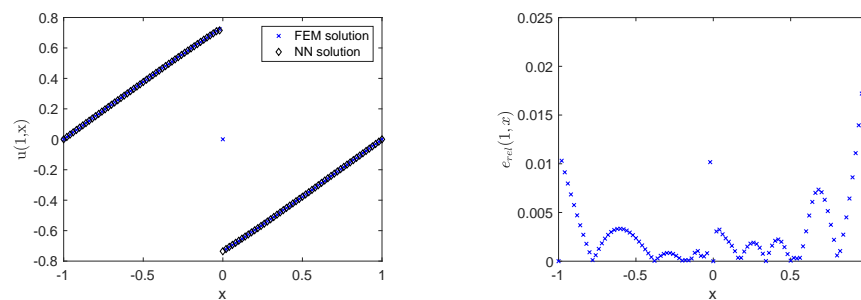 0.8
0.6
0.4
0.2
0
-0.2
-0.4
-0.6
-0.8
u(1,x)
-1 -0.5 0 0.5 1
x
FEM solution
NN solution
0.025
0.02
0.015
0.01
0.005
0
e_rel(1, x)
-1 -0.5 0 0.5
x